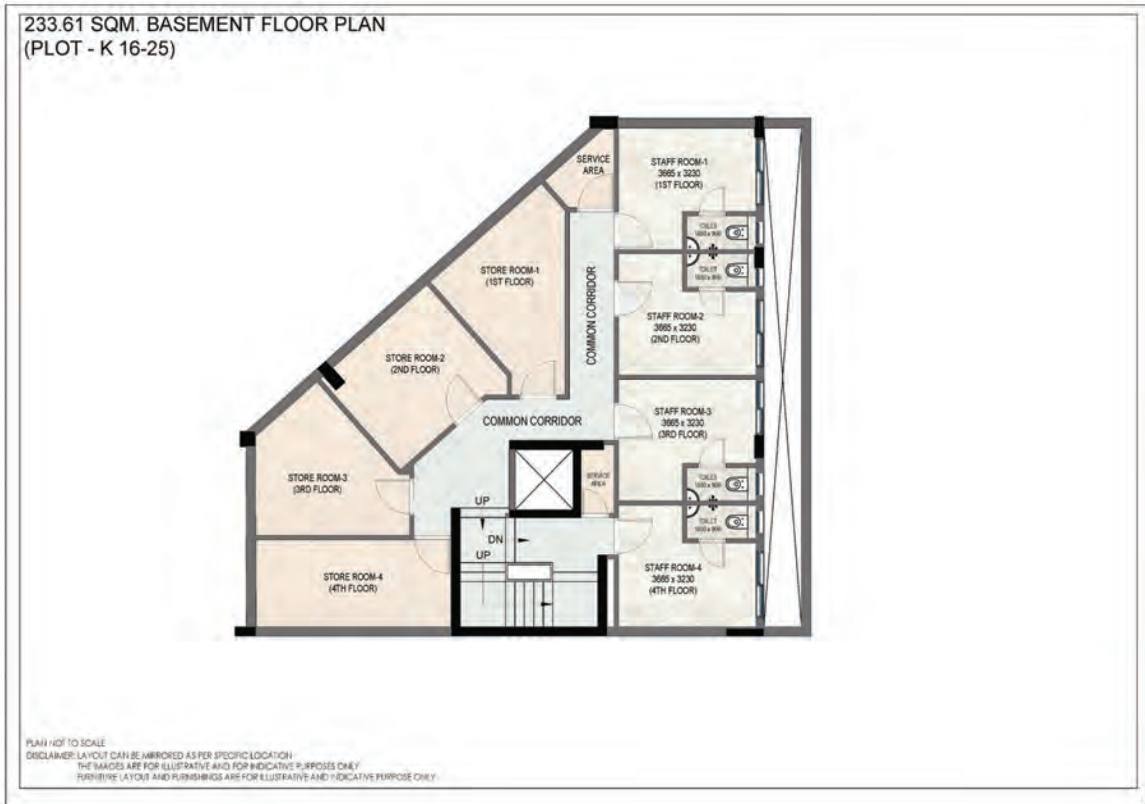 233.61 SQM. BASEMENT FLOOR PLAN
(PLOT - K 16-25)
SERVICE
AREA
STAFF ROOM-1
3665 x 3230
(1ST FLOOR)
TOILET
STORE ROOM-1
(1ST FLOOR)
COMMON CORRIDOR
TOILET
STAFF ROOM-2
3665 x 3230
(2ND FLOOR)
STORE ROOM-2
(2ND FLOOR)
COMMON CORRIDOR
STAFF ROOM-3
3665 x 3230
(3RD FLOOR)
STORE ROOM-3
(3RD FLOOR)
SERVICE
AREA
TOILET
UP
DN
UP
TOILET
STORE ROOM-4
(4TH FLOOR)
STAFF ROOM-4
3665 x 3230
(4TH FLOOR)
PLAN NOT TO SCALE
DISCLAIMER: LAYOUT CAN BE MIRRORED AS PER SPECIFIC LOCATION
THE IMAGES ARE FOR ILLUSTRATIVE AND FOR INDICATIVE PURPOSES ONLY
FURNITURE LAYOUT AND FURNISHINGS ARE FOR ILLUSTRATIVE AND INDICATIVE PURPOSE ONLY